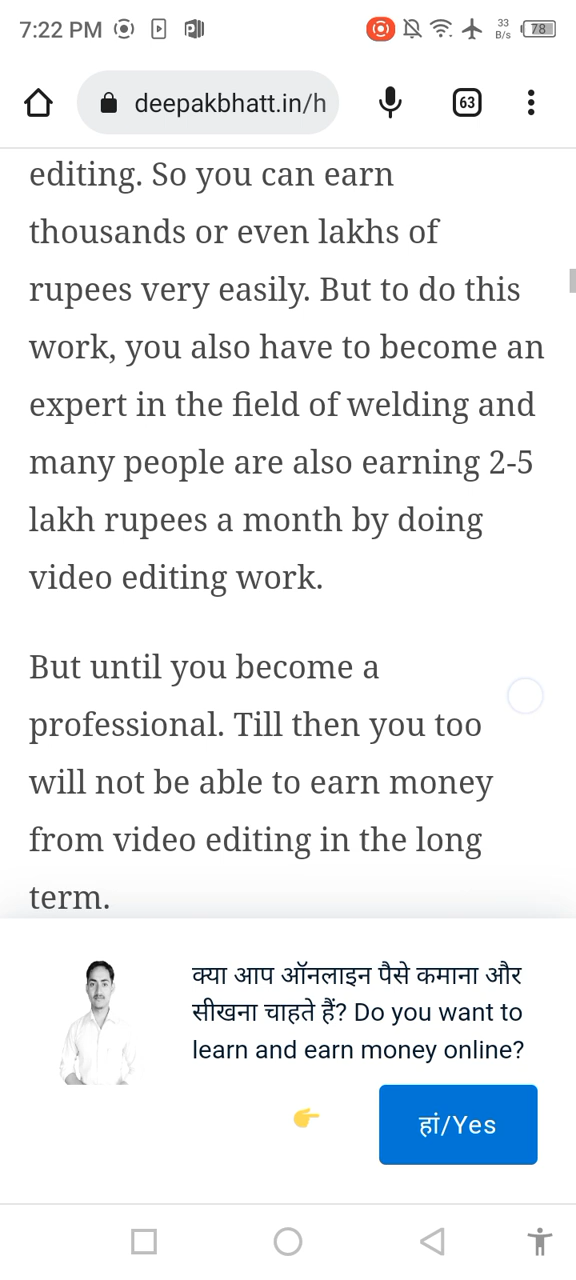 7:22 PM
33
B/s
78
deepakbhatt.in/h
63
editing. So you can earn
thousands or even lakhs of
rupees very easily. But to do this
work, you also have to become an
expert in the field of welding and
many people are also earning 2-5
lakh rupees a month by doing
video editing work.
But until you become a
professional. Till then you too
will not be able to earn money
from video editing in the long
term.
क्या आप ऑनलाइन पैसे कमाना और
सीखना चाहते हैं? Do you want to
learn and earn money online?
हां/Yes